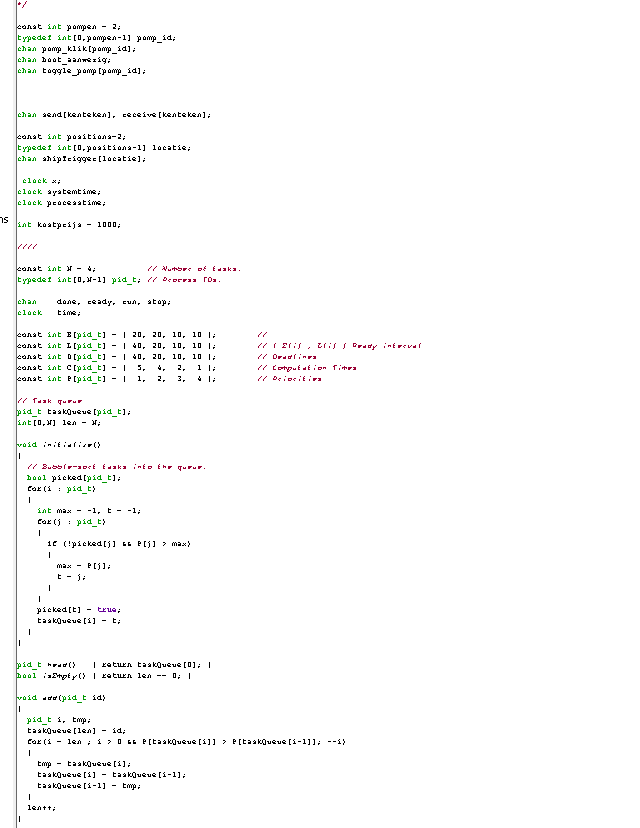 */
const int pompen = 2;
typedef int[0,pompen-1] pomp_id;
chan pomp_klik[pomp_id];
chan boot_aanwezig;
chan toggle_pomp[pomp_id];
chan send[kenteken], receive[kenteken];
const int positions=2;
typedef int[0,positions-1] locatie;
chan shipTrigger[locatie];
clock x;
clock systemtime;
clock processtime;
ns
int kostprijs = 1000;
////
const int N = 4; // Number of tasks.
typedef int[0,N-1] pid_t; // Process IDs.
chan done, ready, run, stop;
clock time;
const int E[pid_t] = { 20, 20, 10, 10 }; //
const int L[pid_t] = { 40, 20, 10, 10 }; // [ E[i] , L[i] ] Ready interval
const int D[pid_t] = { 40, 20, 10, 10 }; // Deadlines
const int C[pid_t] = { 5, 4, 2, 1 }; // Computation Times
const int P[pid_t] = { 1, 2, 3, 4 }; // Priorities
// Task queue
pid_t taskQueue[pid_t];
int[0,N] len = N;
void initialize()
{
// Bubble-sort tasks into the queue.
bool picked[pid_t];
for(i : pid_t)
{
int max = -1, t = -1;
for(j : pid_t)
{
if (!picked[j] && P[j] > max)
{
max = P[j];
t = j;
}
}
picked[t] = true;
taskQueue[i] = t;
}
}
pid_t head() { return taskQueue[0]; }
bool isEmpty() { return len == 0; }
void add(pid_t id)
{
pid_t i, tmp;
taskQueue[len] = id;
for(i = len ; i > 0 && P[taskQueue[i]] > P[taskQueue[i-1]]; --i)
{
tmp = taskQueue[i];
taskQueue[i] = taskQueue[i-1];
taskQueue[i-1] = tmp;
}
len++;
}